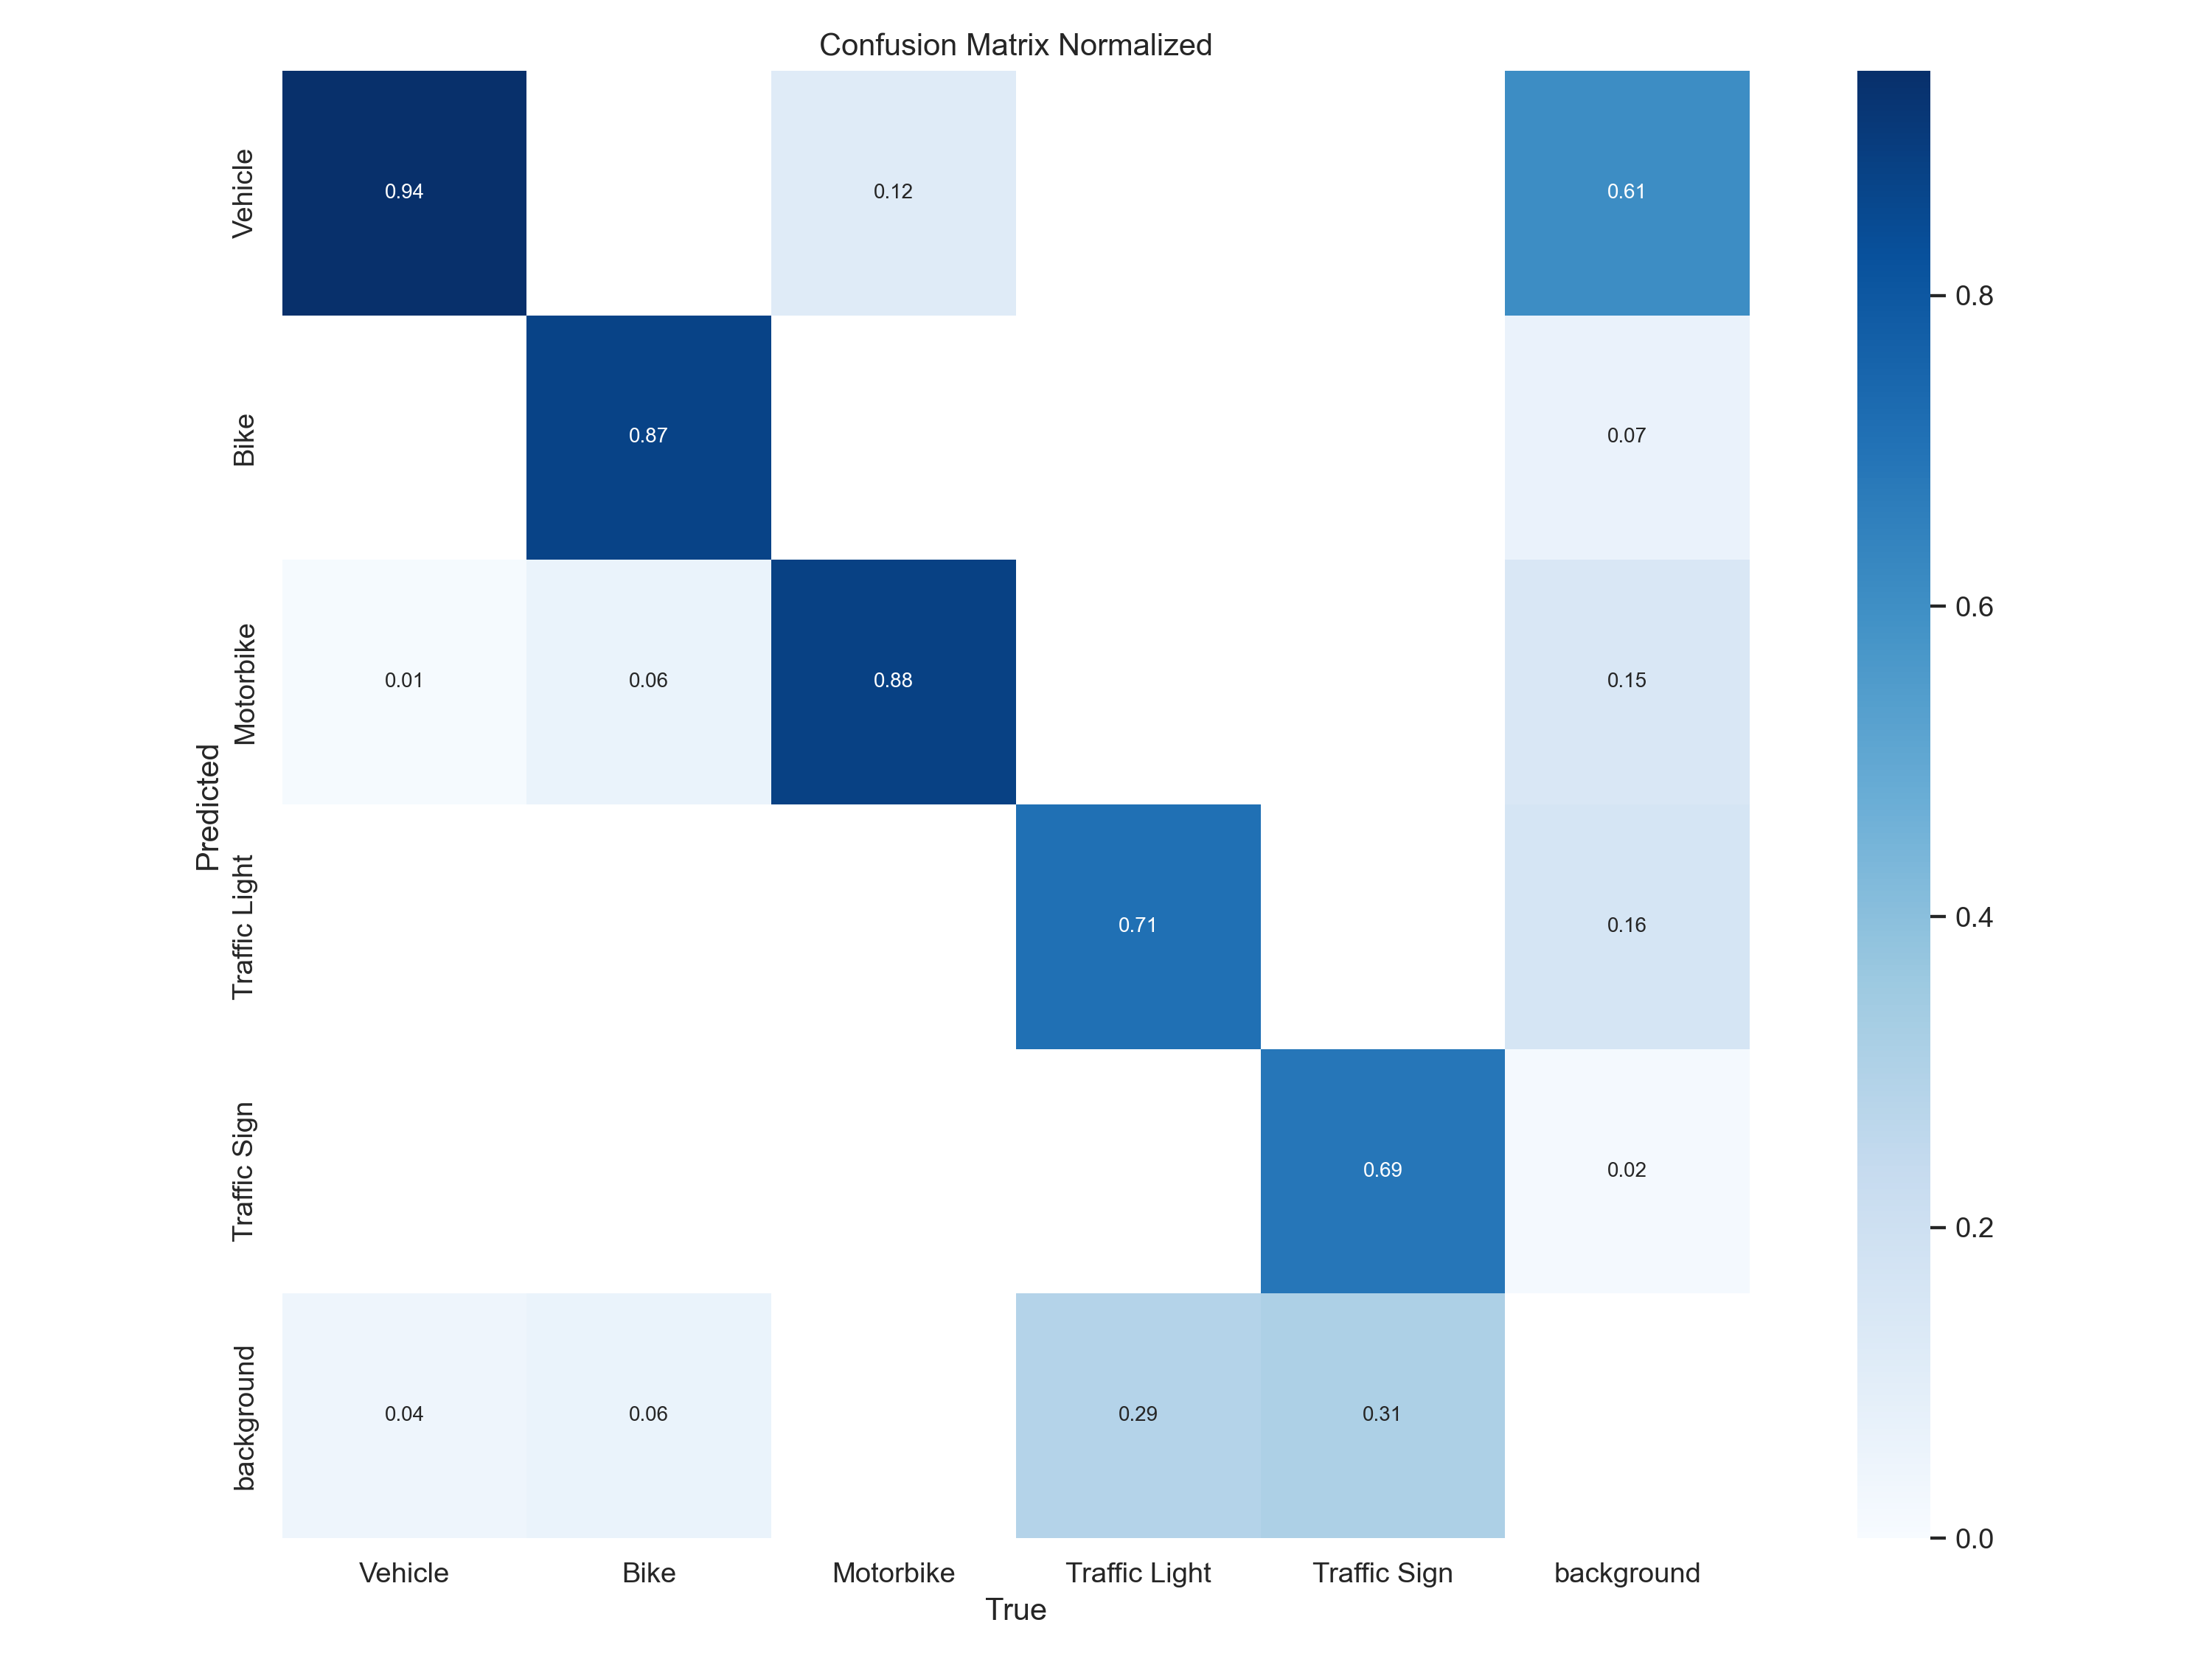 Confusion Matrix Normalized
Vehicle
0.94
0.12
0.61
Bike
0.87
0.07
Motorbike
0.01
0.06
0.88
0.15
Traffic Light
0.71
0.16
Traffic Sign
0.69
0.02
background
0.04
0.06
0.29
0.31
Predicted
Vehicle
Bike
Motorbike
Traffic Light
Traffic Sign
background
True
0.8
0.6
0.4
0.2
0.0